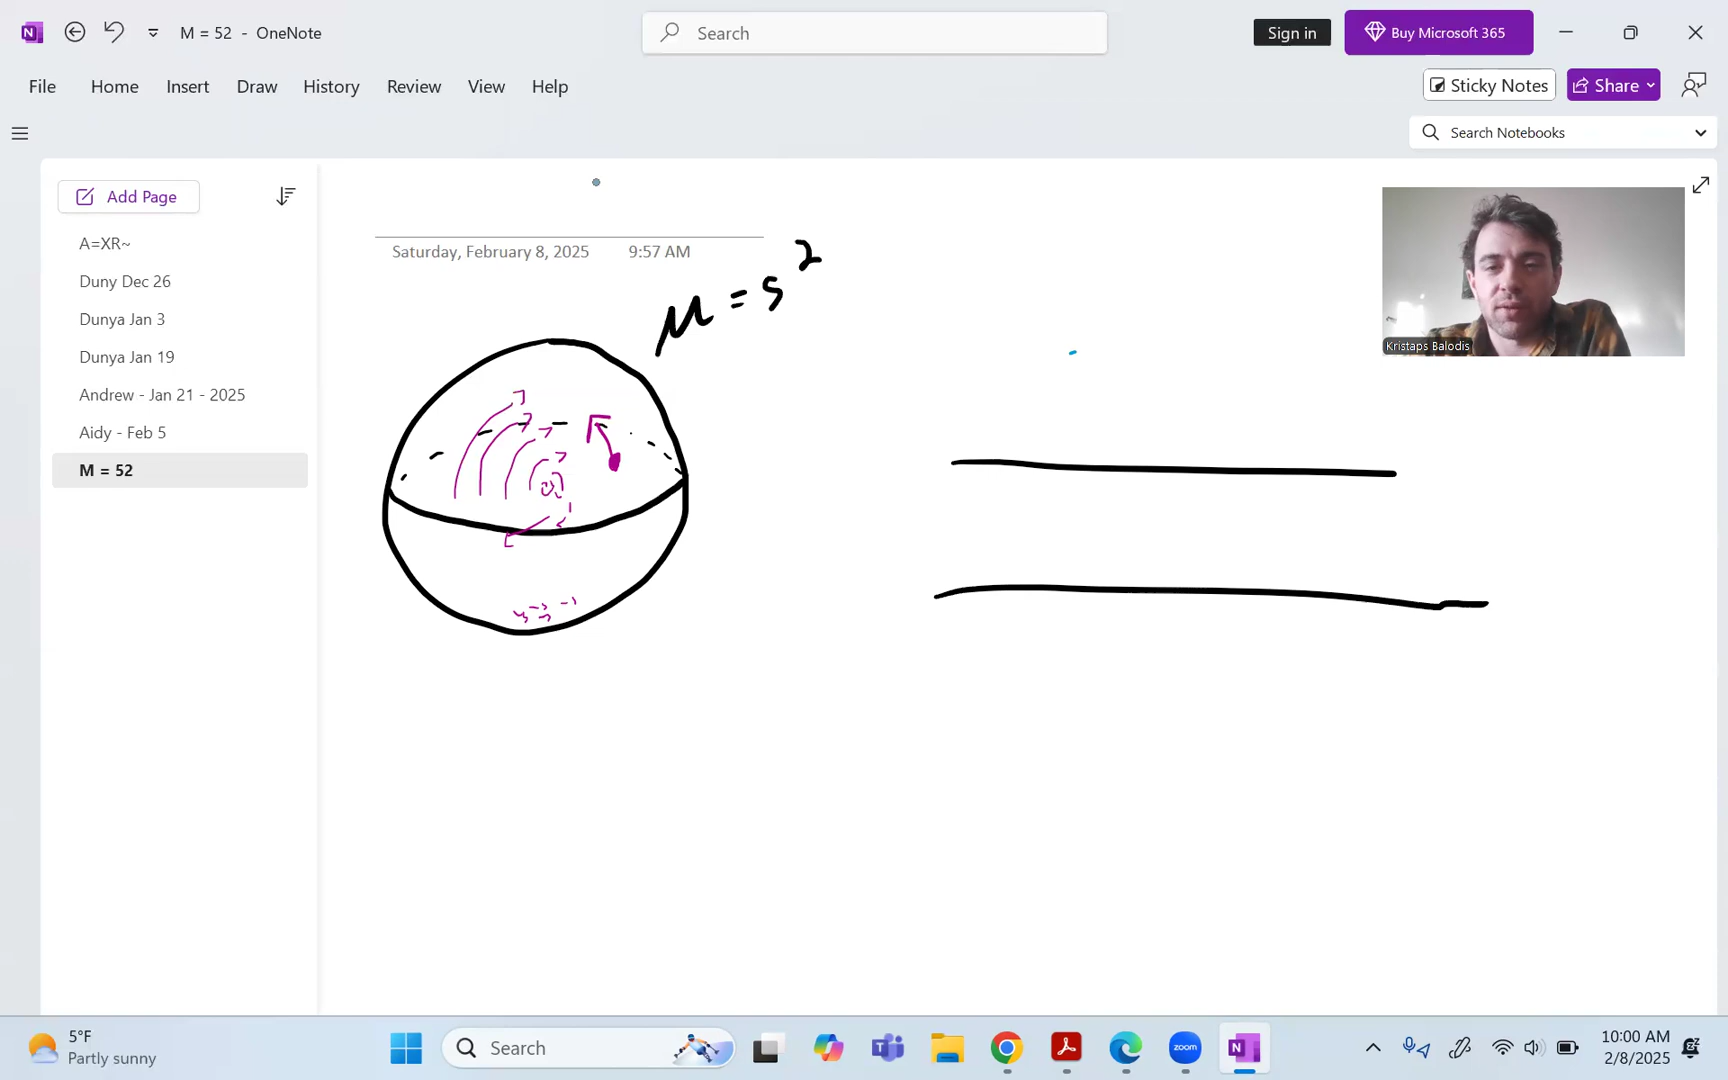 M = 52 - OneNote
Search
Sign in
Buy Microsoft 365
File Home Insert Draw History Review View Help
Sticky Notes
Share
Search Notebooks
Add Page
A=XR~
Duny Dec 26
Dunya Jan 3
Dunya Jan 19
Andrew - Jan 21 - 2025
Aidy - Feb 5
M = 52
Saturday, February 8, 2025 9:57 AM
M = S²
Kristaps Balodis
5°F
Partly sunny
Search
zoom
10:00 AM
2/8/2025